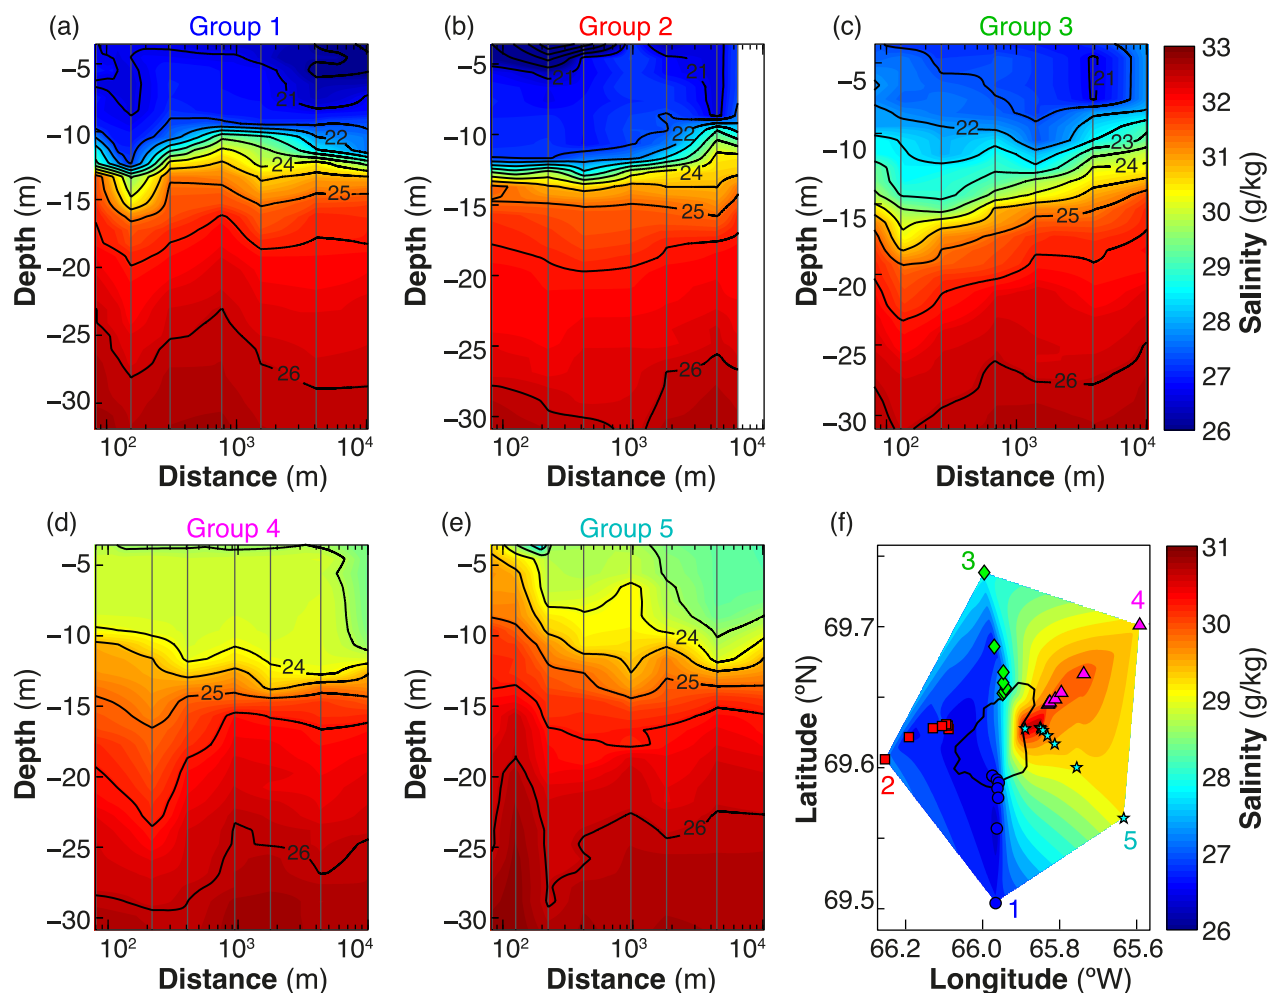 (a) Group 1
(b) Group 2
(c) Group 3
−5
−10
−15
−20
−25
−30
Depth (m)
21
22
24
25
26
10² 10³ 10⁴
Distance (m)
−5
−10
−15
−20
−25
−30
Depth (m)
21
21
22
24
25
26
10² 10³ 10⁴
Distance (m)
−5
−10
−15
−20
−25
−30
Depth (m)
21
22
23
24
25
26
10² 10³ 10⁴
Distance (m)
33
32
31
30
29
28
27
26
Salinity (g/kg)
(d) Group 4
(e) Group 5
(f)
−5
−10
−15
−20
−25
−30
Depth (m)
24
25
26
10² 10³ 10⁴
Distance (m)
−5
−10
−15
−20
−25
−30
Depth (m)
24
25
26
10² 10³ 10⁴
Distance (m)
69.7
69.6
69.5
Latitude (ºN)
3
4
2
5
1
66.2 66.0 65.8 65.6
Longitude (ºW)
31
30
29
28
27
26
Salinity (g/kg)